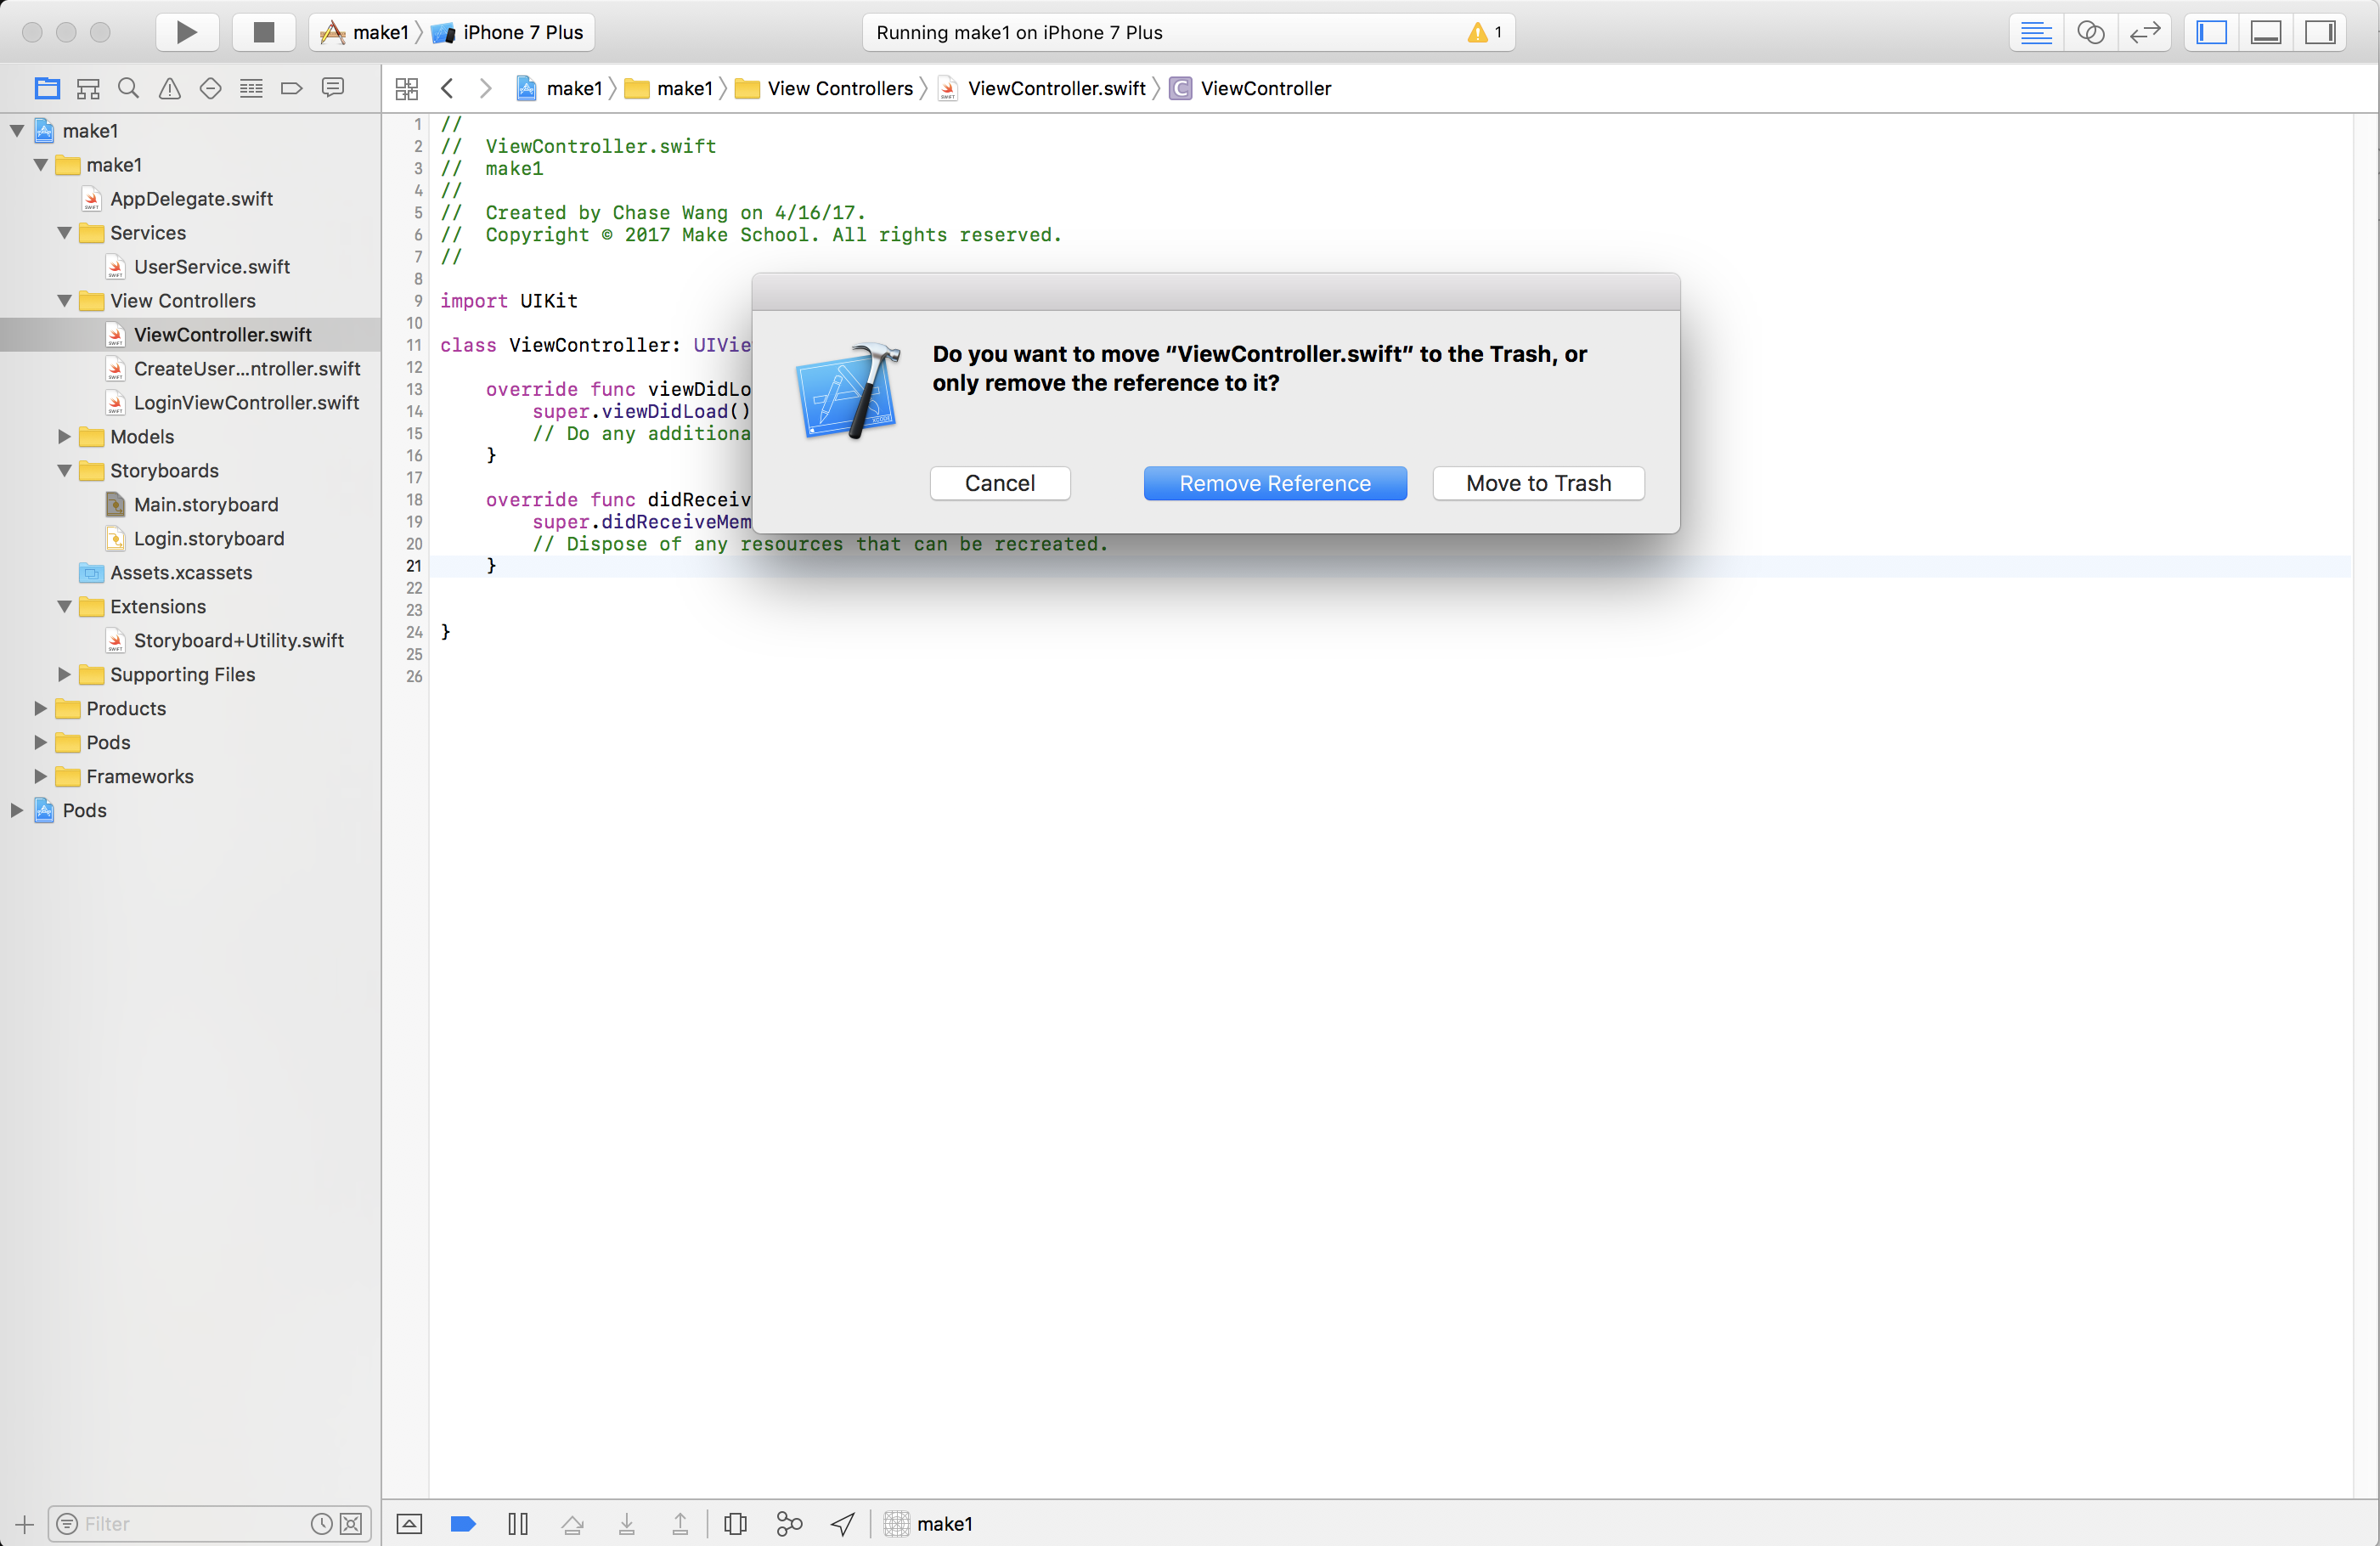 make1 〉 iPhone 7 Plus
Running make1 on iPhone 7 Plus
1
make1 〉 make1 〉 View Controllers 〉 ViewController.swift 〉 C ViewController
make1
make1
AppDelegate.swift
Services
UserService.swift
View Controllers
ViewController.swift
CreateUser...ntroller.swift
LoginViewController.swift
Models
Storyboards
Main.storyboard
Login.storyboard
Assets.xcassets
Extensions
Storyboard+Utility.swift
Supporting Files
Products
Pods
Frameworks
Pods
Filter
1 //
2 //  ViewController.swift
3 //  make1
4 //
5 //  Created by Chase Wang on 4/16/17.
6 //  Copyright © 2017 Make School. All rights reserved.
7 //
8
9 import UIKit
10
11 class ViewController: UIVie
12
13     override func viewDidLo
14         super.viewDidLoad()
15         // Do any additiona
16     }
17
18     override func didReceiv
19         super.didReceiveMem
20         // Dispose of any resources that can be recreated.
21     }
22
23
24 }
25
26
Do you want to move “ViewController.swift” to the Trash, or
only remove the reference to it?
Cancel
Remove Reference
Move to Trash
make1